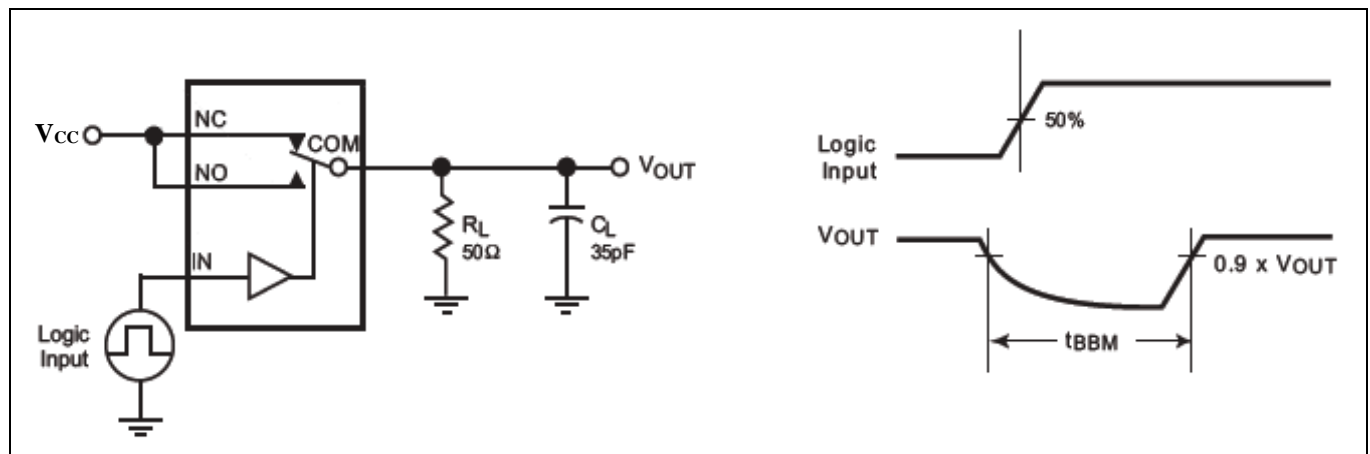 VCC
NC
COM
NO
IN
Logic
Input
RL
50Ω
CL
35pF
VOUT
Logic
Input
50%
VOUT
0.9 x VOUT
tBBM